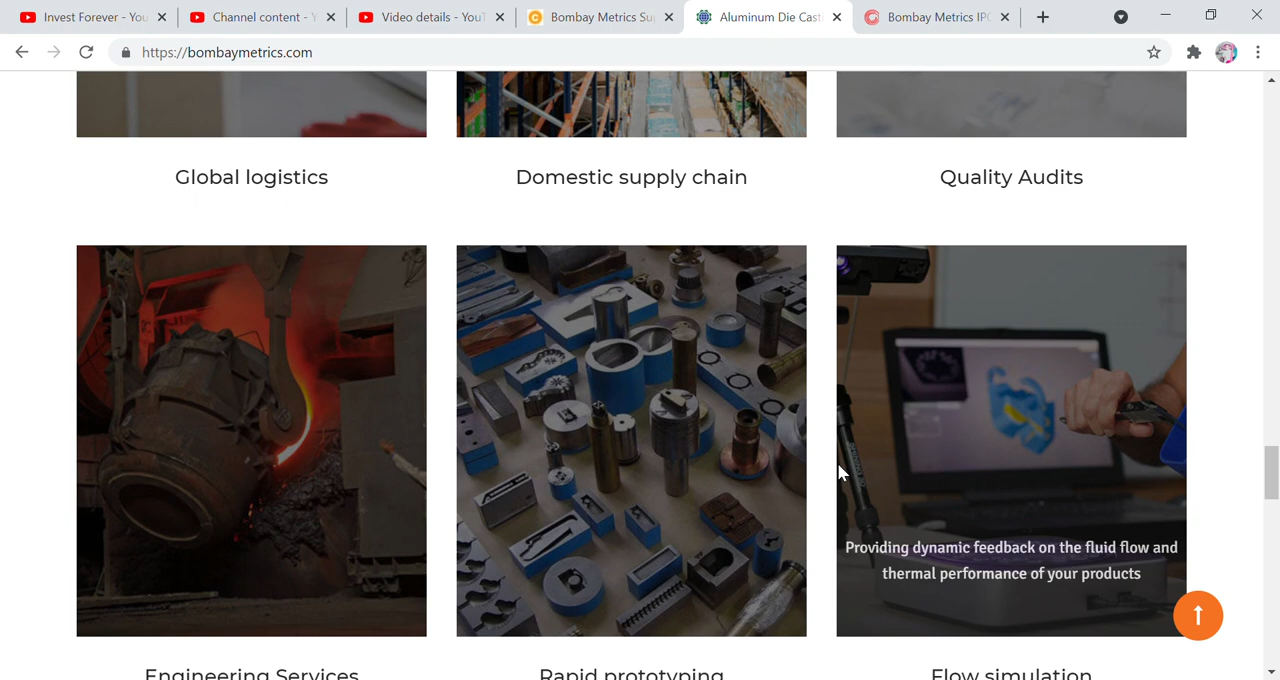 Invest Forever - You
Channel content - Y
Video details - YouT
Bombay Metrics Su
Aluminum Die Cast
Bombay Metrics IPO
https://bombaymetrics.com
Global logistics
Domestic supply chain
Quality Audits
Providing dynamic feedback on the fluid flow and
thermal performance of your products
Engineering Services
Rapid prototyping
Flow simulation